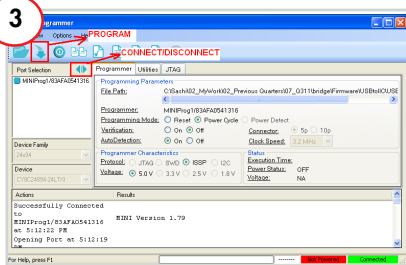 3
ogrammer
Options
PROGRAM
CONNECT/DISCONNECT
Port Selection
MINIProg1/83AFA0541316
Device Family
24x94
Device
CY8C24894-24LTXI
Programmer Utilities JTAG
Programming Parameters
File Path: C:\Sachi\02_MyWork\02_Previous Quarters\07_Q311\bridge\Firmware\USBtoIIC\USE
Programmer: MINIProg1/83AFA0541316
Programming Mode: Reset Power Cycle Power Detect
Verification: On Off Connector: 5p 10p
AutoDetection: On Off Clock Speed: 3.2 MHz
Programmer Characteristics
Protocol: JTAG SWD ISSP I2C
Voltage: 5.0 V 3.3 V 2.5 V 1.8 V
Status
Execution Time:
Power Status: OFF
Voltage: NA
Actions Results
Successfully Connected
to
MINIProg1/83AFA0541316 MINI Version 1.79
at 5:12:22 PM
Opening Port at 5:12:19
For Help, press F1
Not Powered Connected